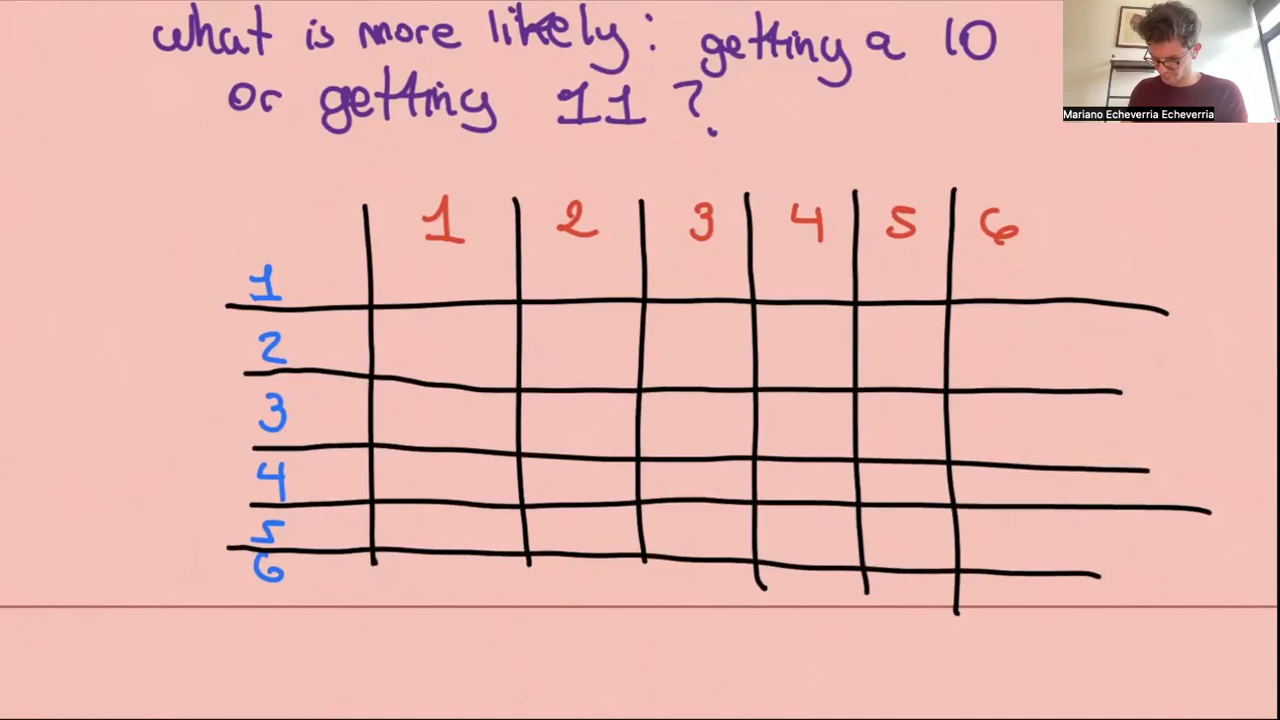 what is more likely: getting a 10
or getting 11?
Mariano Echeverria Echeverria
1 2 3 4 5 6
1
2
3
4
5
6